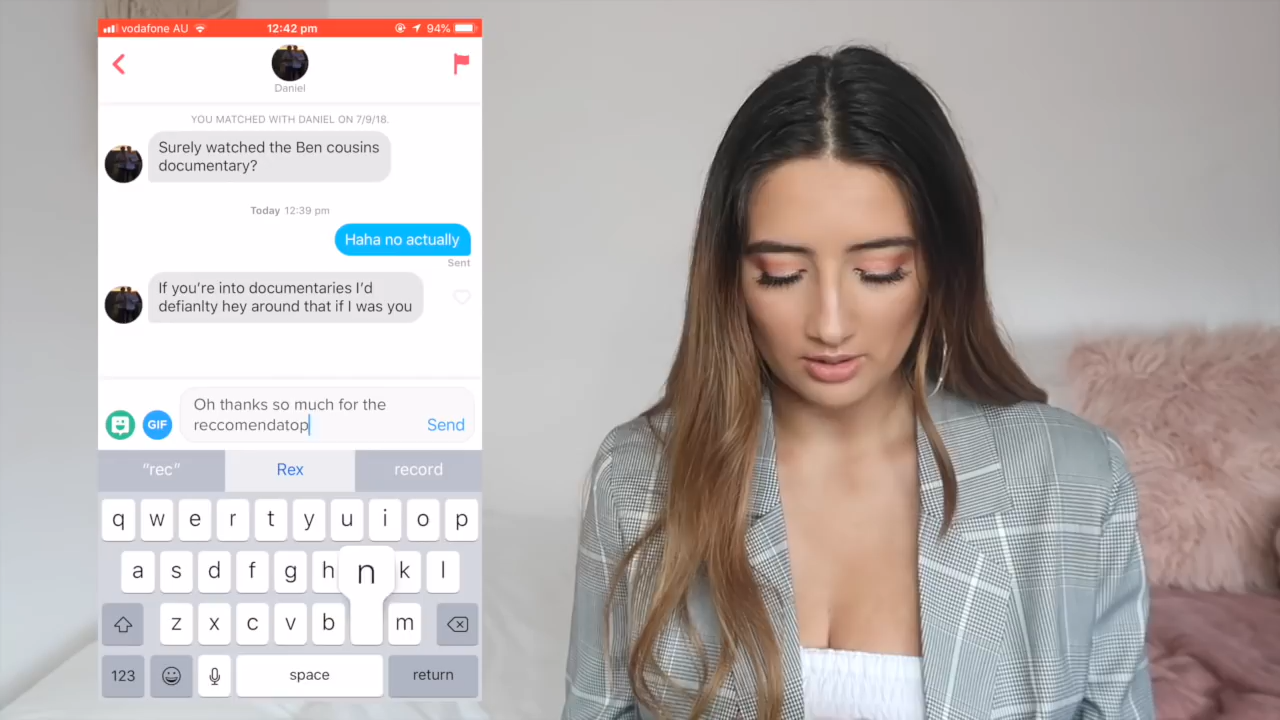 vodafone AU 12:42 pm 94%
Daniel
YOU MATCHED WITH DANIEL ON 7/9/18.
Surely watched the Ben cousins
documentary?
Today 12:39 pm
Haha no actually
Sent
If you're into documentaries I'd
defianlty hey around that if I was you
Oh thanks so much for the
reccomendatop
GIF Send
"rec" Rex record
q w e r t y u i o p
a s d f g h n k l
z x c v b m
123 space return